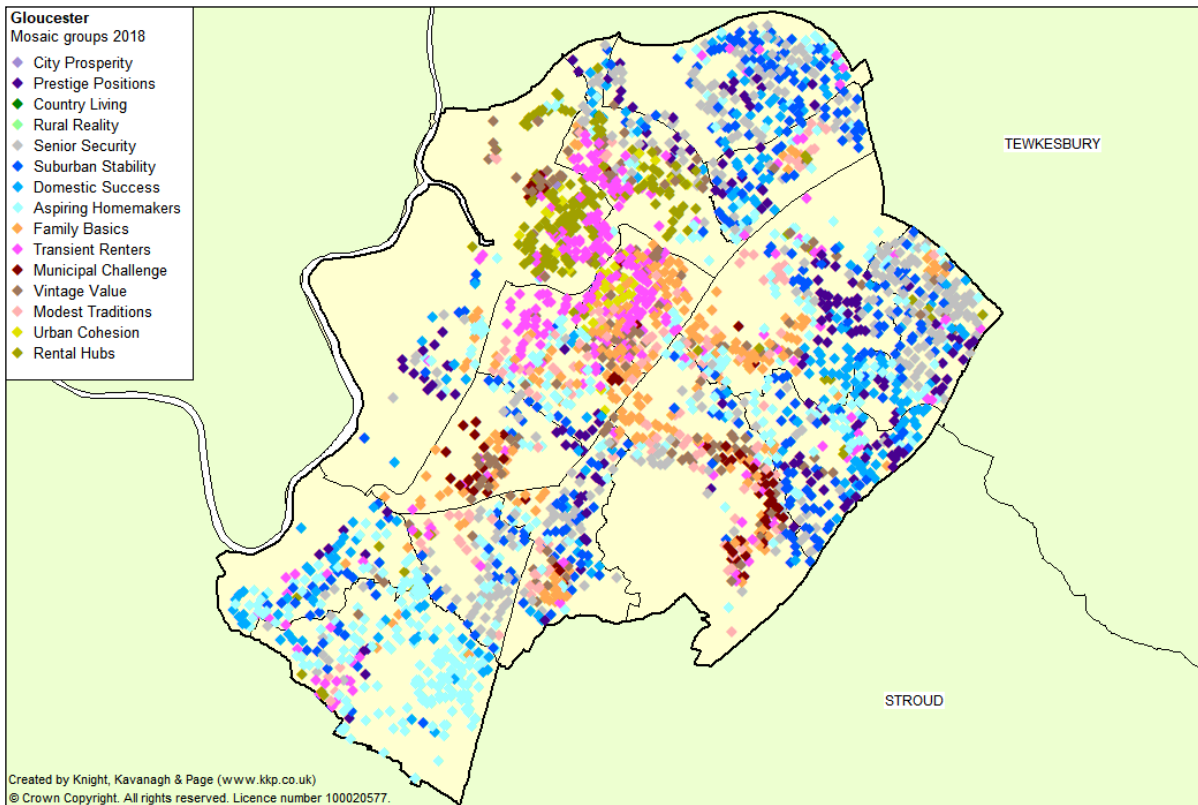 Gloucester
Mosaic groups 2018
City Prosperity
Prestige Positions
Country Living
Rural Reality
Senior Security
Suburban Stability
Domestic Success
Aspiring Homemakers
Family Basics
Transient Renters
Municipal Challenge
Vintage Value
Modest Traditions
Urban Cohesion
Rental Hubs
TEWKESBURY
STROUD
Created by Knight, Kavanagh & Page (www.kkp.co.uk)
© Crown Copyright. All rights reserved. Licence number 100020577.